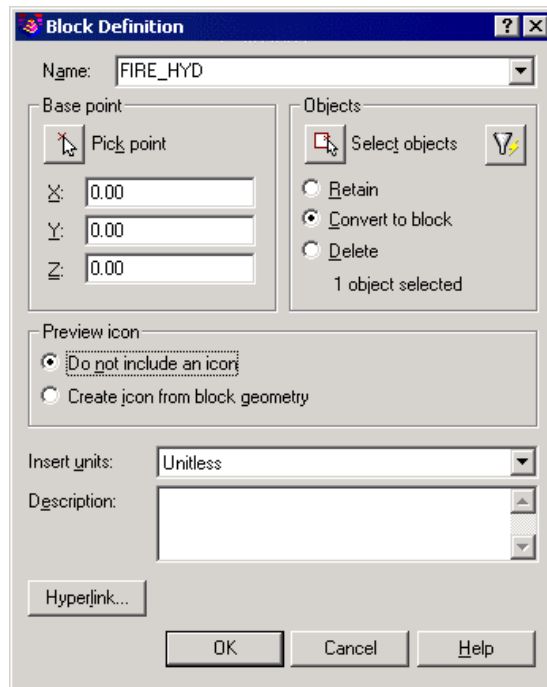 Block Definition
Name: FIRE_HYD
Base point
Pick point
X: 0.00
Y: 0.00
Z: 0.00
Objects
Select objects
Retain
Convert to block
Delete
1 object selected
Preview icon
Do not include an icon
Create icon from block geometry
Insert units: Unitless
Description:
Hyperlink...
OK Cancel Help